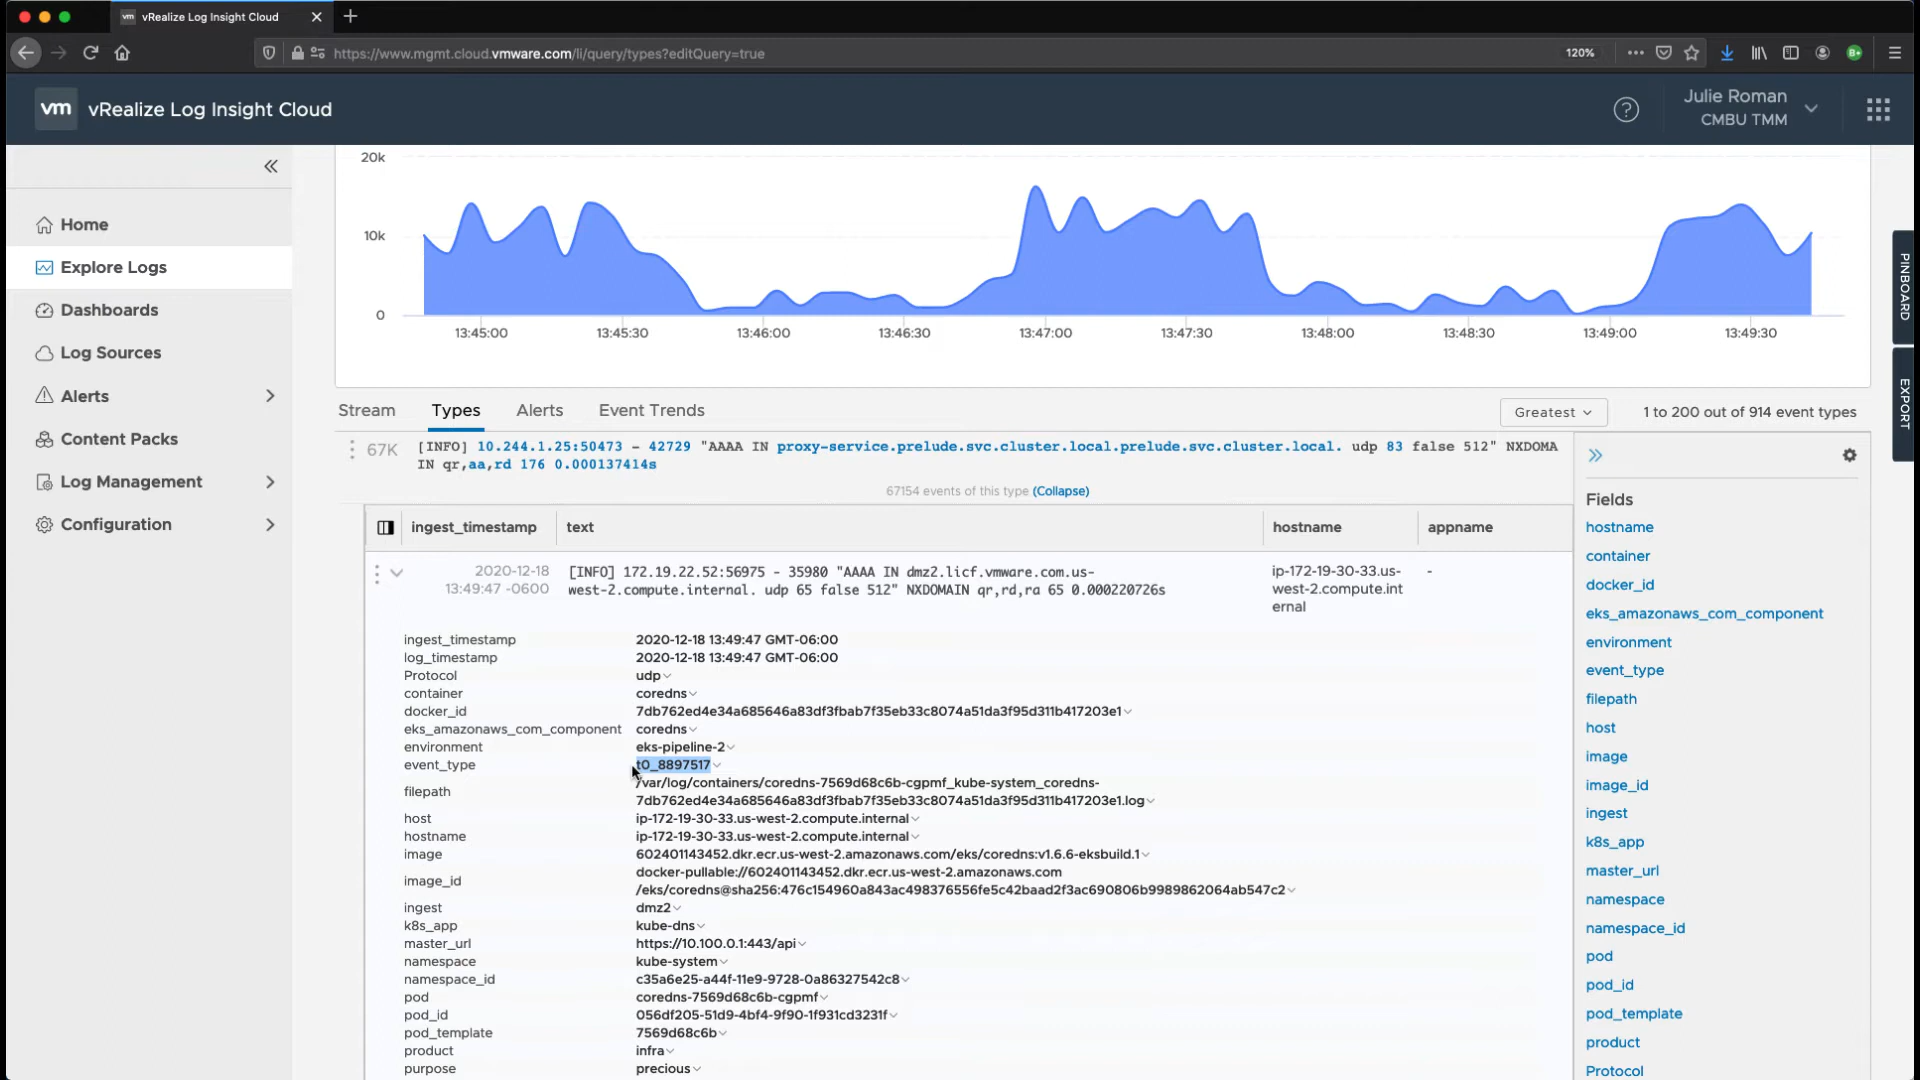 vm vRealize Log Insight Cloud
https://www.mgmt.cloud.vmware.com/li/query/types?editQuery=true
120%
vm vRealize Log Insight Cloud
Julie Roman
CMBU TMM
Home
Explore Logs
Dashboards
Log Sources
Alerts
Content Packs
Log Management
Configuration
20k
10k
0
13:45:00 13:45:30 13:46:00 13:46:30 13:47:00 13:47:30 13:48:00 13:48:30 13:49:00 13:49:30
PINBOARD
EXPORT
Stream Types Alerts Event Trends
Greatest
1 to 200 out of 914 event types
67K [INFO] 10.244.1.25:50473 - 42729 "AAAA IN proxy-service.prelude.svc.cluster.local.prelude.svc.cluster.local. udp 83 false 512" NXDOMA
IN qr,aa,rd 176 0.000137414s
67154 events of this type (Collapse)
ingest_timestamp text hostname appname
2020-12-18 [INFO] 172.19.22.52:56975 - 35980 "AAAA IN dmz2.licf.vmware.com.us- ip-172-19-30-33.us- -
13:49:47 -0600 west-2.compute.internal. udp 65 false 512" NXDOMAIN qr,rd,ra 65 0.000220726s west-2.compute.int
ernal
ingest_timestamp 2020-12-18 13:49:47 GMT-06:00
log_timestamp 2020-12-18 13:49:47 GMT-06:00
Protocol udp
container coredns
docker_id 7db762ed4e34a685646a83df3fbab7f35eb33c8074a51da3f95d311b417203e1
eks_amazonaws_com_component coredns
environment eks-pipeline-2
event_type t0_8897517
filepath /var/log/containers/coredns-7569d68c6b-cgpmf_kube-system_coredns-
7db762ed4e34a685646a83df3fbab7f35eb33c8074a51da3f95d311b417203e1.log
host ip-172-19-30-33.us-west-2.compute.internal
hostname ip-172-19-30-33.us-west-2.compute.internal
image 602401143452.dkr.ecr.us-west-2.amazonaws.com/eks/coredns:v1.6.6-eksbuild.1
image_id docker-pullable://602401143452.dkr.ecr.us-west-2.amazonaws.com
/eks/coredns@sha256:476c154960a843ac498376556fe5c42baad2f3ac690806b9989862064ab547c2
ingest dmz2
k8s_app kube-dns
master_url https://10.100.0.1:443/api
namespace kube-system
namespace_id c35a6e25-a44f-11e9-9728-0a86327542c8
pod coredns-7569d68c6b-cgpmf
pod_id 056df205-51d9-4bf4-9f90-1f931cd3231f
pod_template 7569d68c6b
product infra
purpose precious
Fields
hostname
container
docker_id
eks_amazonaws_com_component
environment
event_type
filepath
host
image
image_id
ingest
k8s_app
master_url
namespace
namespace_id
pod
pod_id
pod_template
product
Protocol